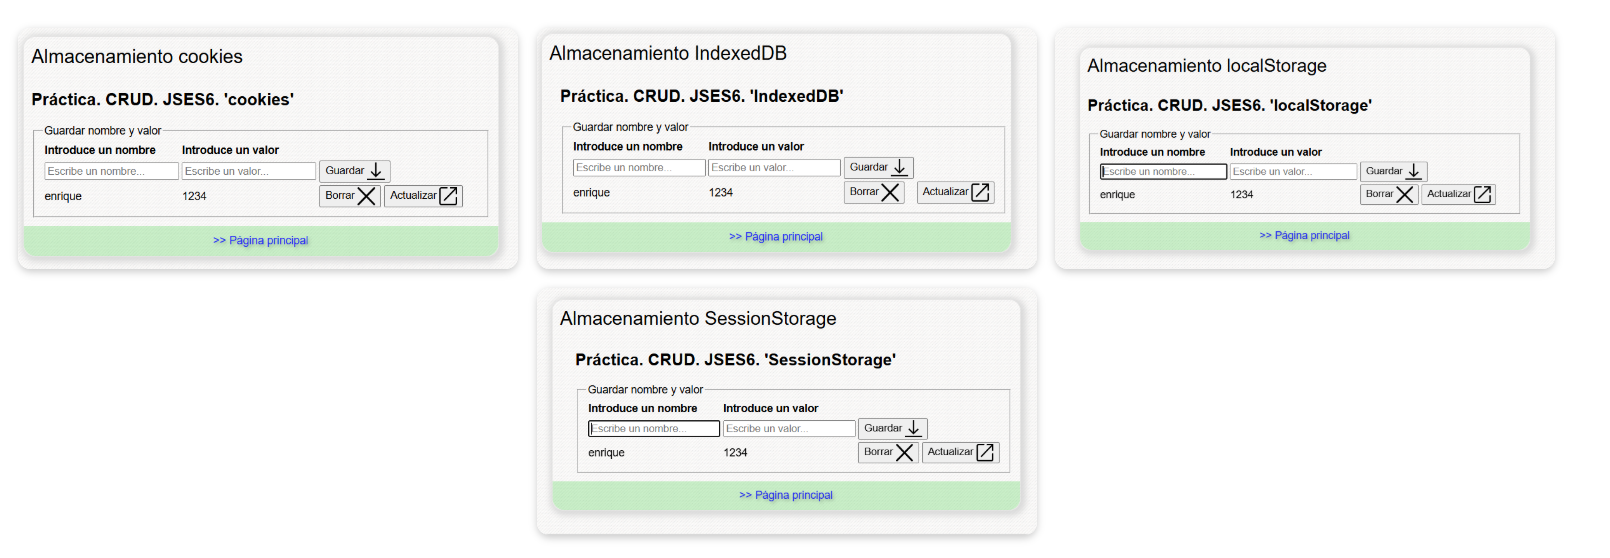 Almacenamiento cookies
Práctica. CRUD. JSES6. 'cookies'
Guardar nombre y valor
Introduce un nombre Introduce un valor
Escribe un nombre... Escribe un valor... Guardar
enrique 1234 Borrar Actualizar
>> Página principal
Almacenamiento IndexedDB
Práctica. CRUD. JSES6. 'IndexedDB'
Guardar nombre y valor
Introduce un nombre Introduce un valor
Escribe un nombre... Escribe un valor... Guardar
enrique 1234 Borrar Actualizar
>> Página principal
Almacenamiento localStorage
Práctica. CRUD. JSES6. 'localStorage'
Guardar nombre y valor
Introduce un nombre Introduce un valor
Escribe un nombre... Escribe un valor... Guardar
enrique 1234 Borrar Actualizar
>> Página principal
Almacenamiento SessionStorage
Práctica. CRUD. JSES6. 'SessionStorage'
Guardar nombre y valor
Introduce un nombre Introduce un valor
Escribe un nombre... Escribe un valor... Guardar
enrique 1234 Borrar Actualizar
>> Página principal